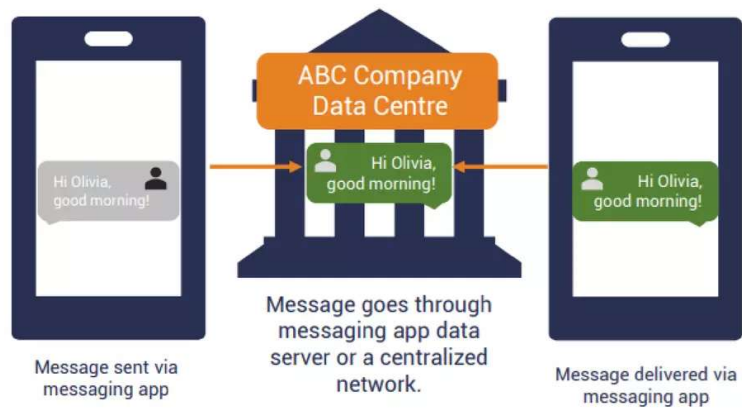 ABC Company
Data Centre
Hi Olivia,
good morning!
Hi Olivia,
good morning!
Hi Olivia,
good morning!
Message sent via
messaging app
Message goes through
messaging app data
server or a centralized
network.
Message delivered via
messaging app